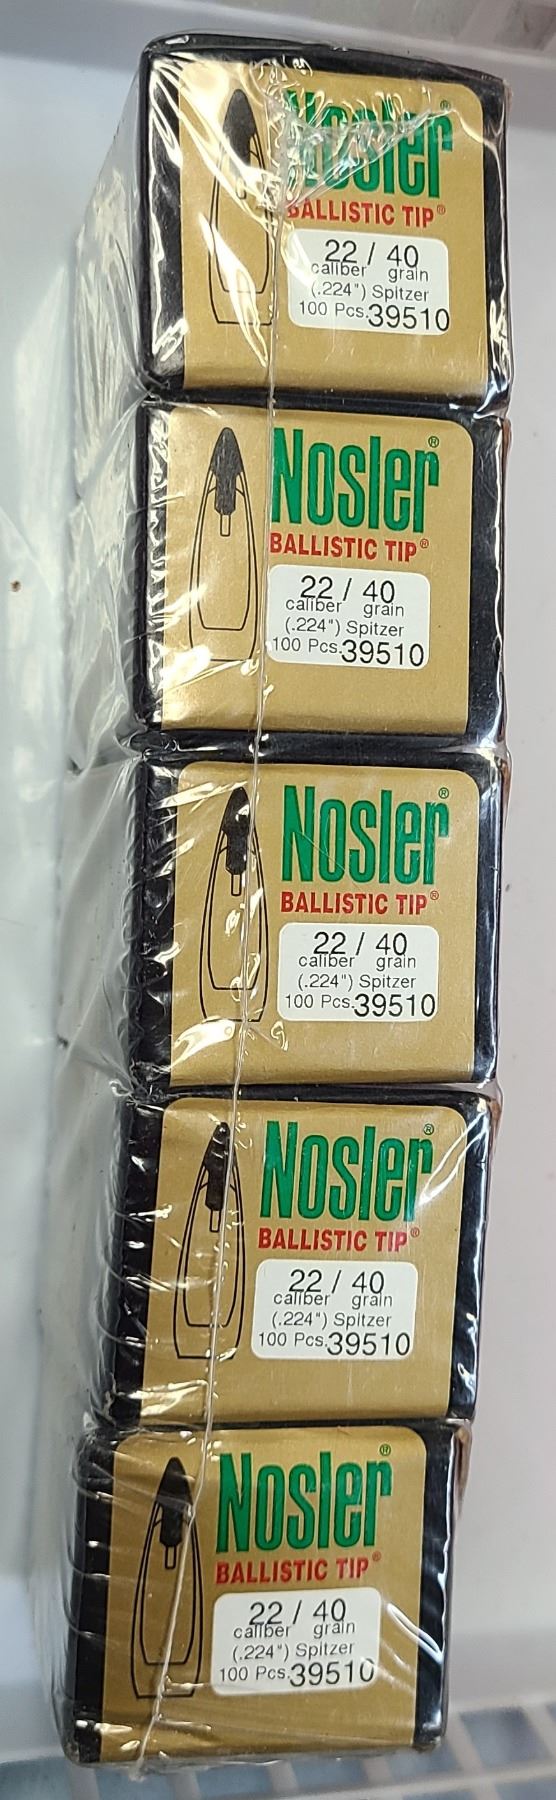 Nosler®
BALLISTIC TIP®
22 / 40
caliber grain
(.224") Spitzer
100 Pcs. 39510
Nosler®
BALLISTIC TIP®
22 / 40
caliber grain
(.224") Spitzer
100 Pcs. 39510
Nosler®
BALLISTIC TIP®
22 / 40
caliber grain
(.224") Spitzer
100 Pcs. 39510
Nosler®
BALLISTIC TIP®
22 / 40
caliber grain
(.224") Spitzer
100 Pcs. 39510
Nosler®
BALLISTIC TIP®
22 / 40
caliber grain
(.224") Spitzer
100 Pcs. 39510